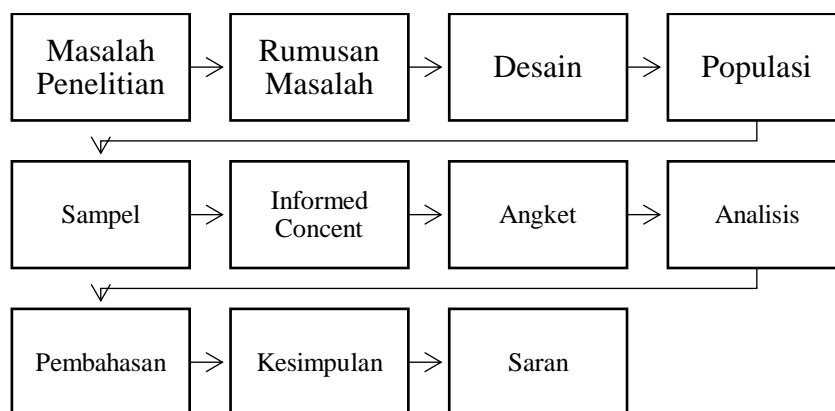 Masalah
Penelitian
Rumusan
Masalah
Desain
Populasi
Sampel
Informed
Concent
Angket
Analisis
Pembahasan
Kesimpulan
Saran